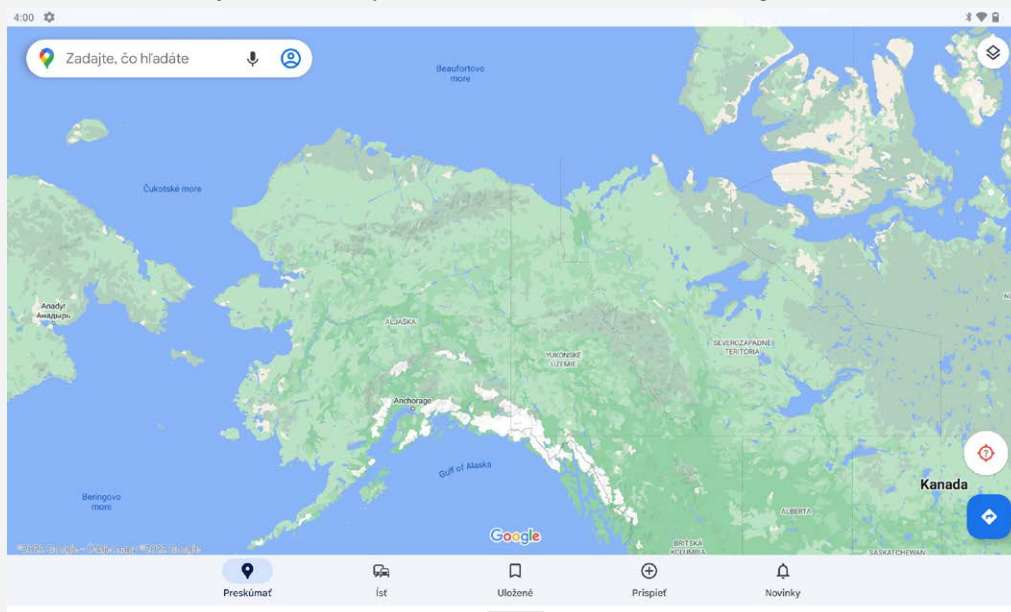 4:00
Zadajte, čo hľadáte
Beaufortovo
more
Čukotské more
Anadyr
Анадырь
ALJAŠKA
SEVEROZÁPADNÉ
TERITÓRIÁ
YUKONSKÉ
ÚZEMIE
Anchorage
Gulf of Alaska
Kanada
Beringovo
more
ALBERTA
Google
BRITSKÁ
KOLUMBIA
SASKATCHEWAN
Preskúmať
Ísť
Uložené
Prispieť
Novinky